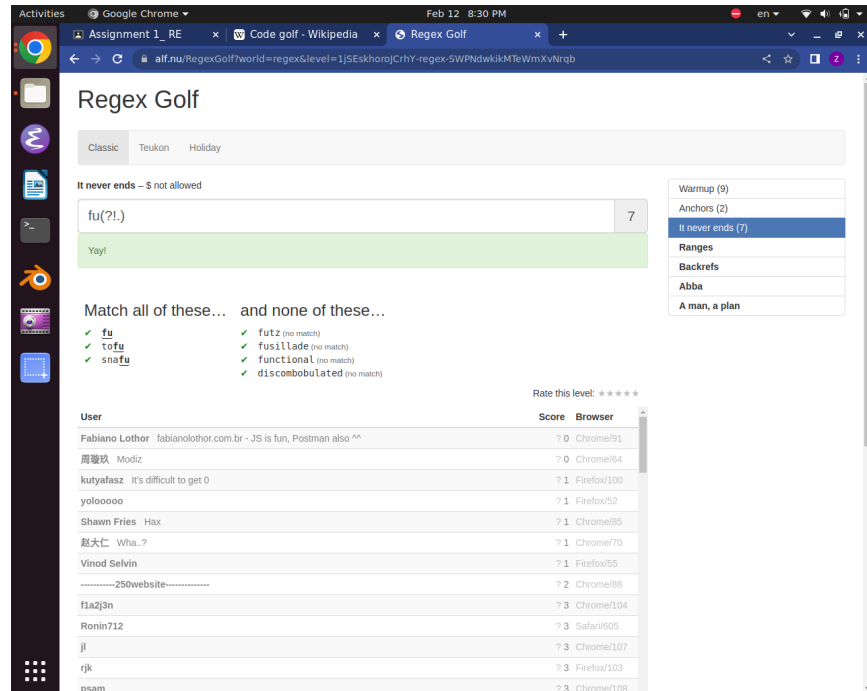 Activities Google Chrome Feb 12 8:30 PM en
Assignment 1_ RE × Code golf - Wikipedia × Regex Golf × +
alf.nu/RegexGolf?world=regex&level=1jSEskhoroJCrhY-regex-SWPNdwkikMTeWmXvNrqb Z
Regex Golf
Classic Teukon Holiday
It never ends – $ not allowed
fu(?!.) 7
Yay!
Warmup (9)
Anchors (2)
It never ends (7)
Ranges
Backrefs
Abba
A man, a plan
Match all of these… and none of these…
✔ fu ✔ futz (no match)
✔ tofu ✔ fusillade (no match)
✔ snafu ✔ functional (no match)
✔ discombobulated (no match)
Rate this level: ★★★★★
User Score Browser
Fabiano Lothor fabianolothor.com.br - JS is fun, Postman also ^^ ? 0 Chrome/91
周璇玖 Modiz ? 0 Chrome/64
kutyafasz It's difficult to get 0 ? 1 Firefox/100
yolooooo ? 1 Firefox/52
Shawn Fries Hax ? 1 Chrome/85
赵大仁 Wha..? ? 1 Chrome/70
Vinod Selvin ? 1 Firefox/55
-----------250website-------------- ? 2 Chrome/88
f1a2j3n ? 3 Chrome/104
Ronin712 ? 3 Safari/605
jl ? 3 Chrome/107
rjk ? 3 Firefox/103
psam ? 3 Chrome/108